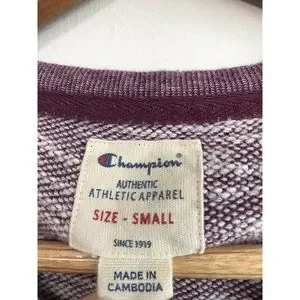 Champion
AUTHENTIC
ATHLETIC APPAREL
SIZE - SMALL
SINCE 1919
MADE IN
CAMBODIA